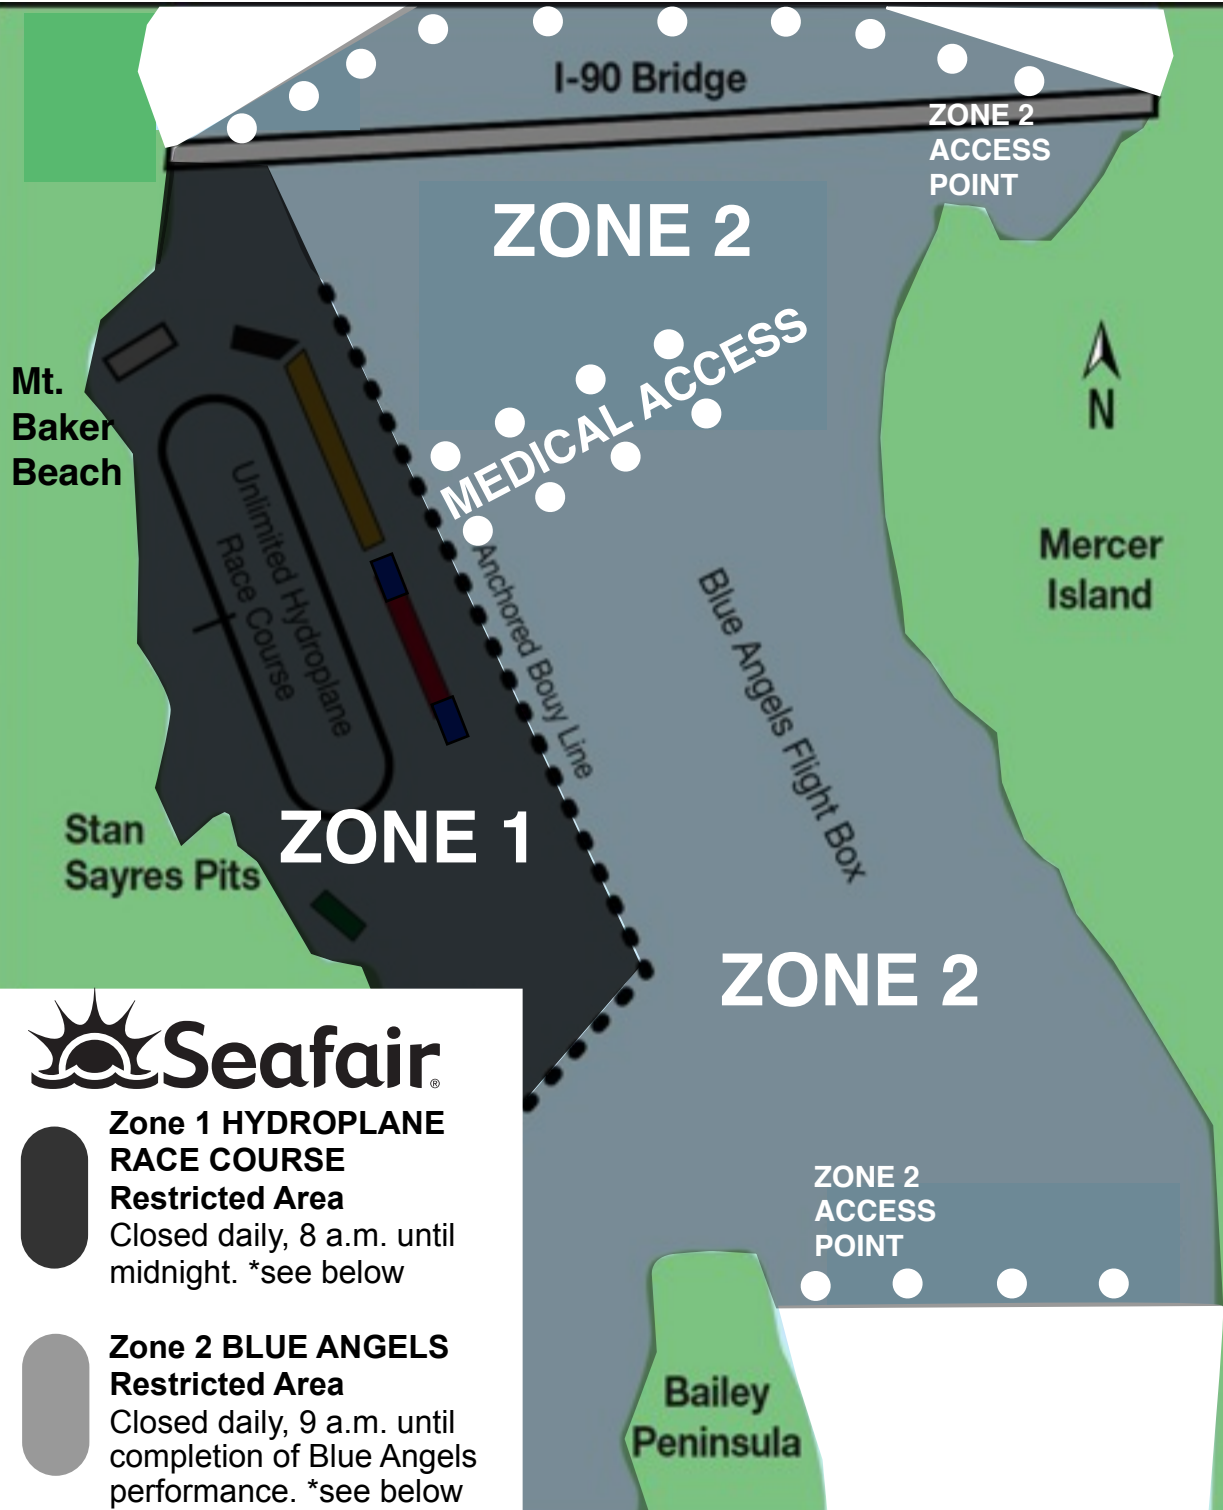 I-90 Bridge
ZONE 2
ACCESS
POINT
ZONE 2
MEDICAL ACCESS
N
Mt.
Baker
Beach
Unlimited Hydroplane
Race Course
Anchored Bouy Line
Blue Angels Flight Box
Mercer
Island
Stan
Sayres Pits
ZONE 1
ZONE 2
ZONE 2
ACCESS
POINT
Bailey
Peninsula
Seafair®
Zone 1 HYDROPLANE
RACE COURSE
Restricted Area
Closed daily, 8 a.m. until
midnight. *see below
Zone 2 BLUE ANGELS
Restricted Area
Closed daily, 9 a.m. until
completion of Blue Angels
performance. *see below